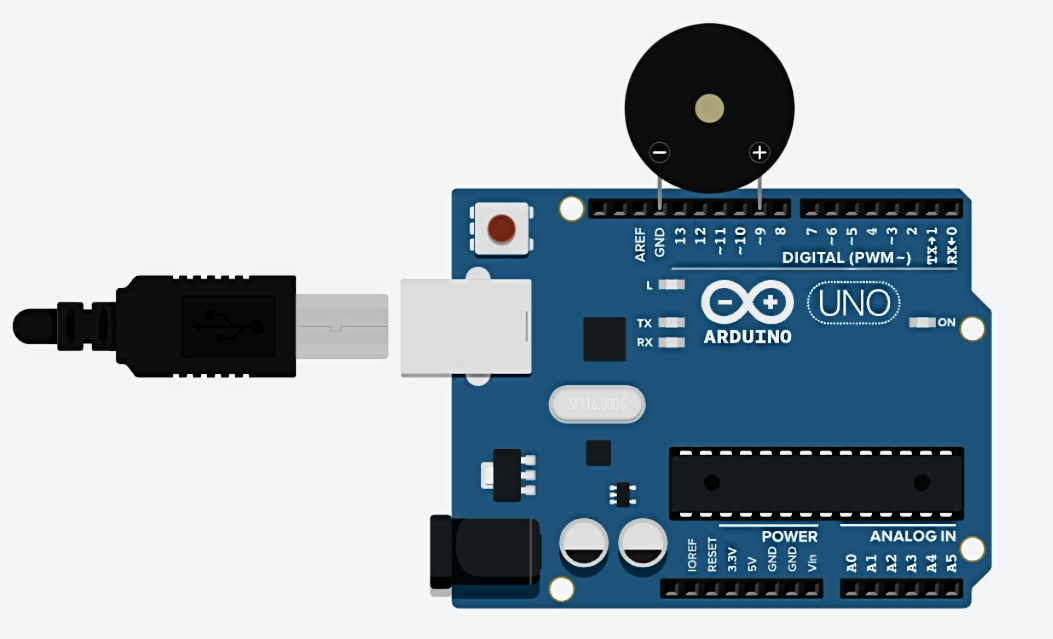 − +
AREF
GND
13
12
~11
~10
~9
8
7
~6
~5
4
~3
2
TX→1
RX←0
DIGITAL (PWM~)
L
TX
RX
ARDUINO
UNO
ON
SPK16.000G
POWER
ANALOG IN
IOREF
RESET
3.3V
5V
GND
GND
Vin
A0
A1
A2
A3
A4
A5